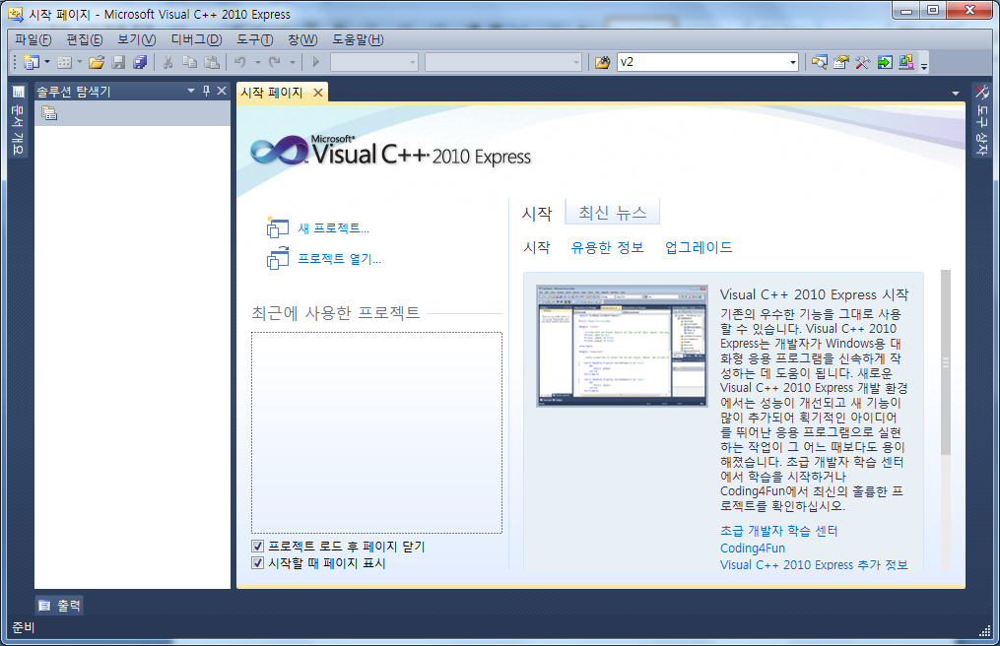 시작 페이지 - Microsoft Visual C++ 2010 Express
파일(F) 편집(E) 보기(V) 디버그(D) 도구(T) 창(W) 도움말(H)
v2
문서 개요
솔루션 탐색기
시작 페이지
도구 상자
Microsoft®
Visual C++ 2010 Express
새 프로젝트...
프로젝트 열기...
최근에 사용한 프로젝트
프로젝트 로드 후 페이지 닫기
시작할 때 페이지 표시
시작 최신 뉴스
시작 유용한 정보 업그레이드
Visual C++ 2010 Express 시작
기존의 우수한 기능을 그대로 사용
할 수 있습니다. Visual C++ 2010
Express는 개발자가 Windows용 대
화형 응용 프로그램을 신속하게 작
성하는 데 도움이 됩니다. 새로운
Visual C++ 2010 Express 개발 환경
에서는 성능이 개선되고 새 기능이
많이 추가되어 획기적인 아이디어
를 뛰어난 응용 프로그램으로 실현
하는 작업이 그 어느 때보다도 용이
해졌습니다. 초급 개발자 학습 센터
에서 학습을 시작하거나
Coding4Fun에서 최신의 훌륭한 프
로젝트를 확인하십시오.
초급 개발자 학습 센터
Coding4Fun
Visual C++ 2010 Express 추가 정보
출력
준비